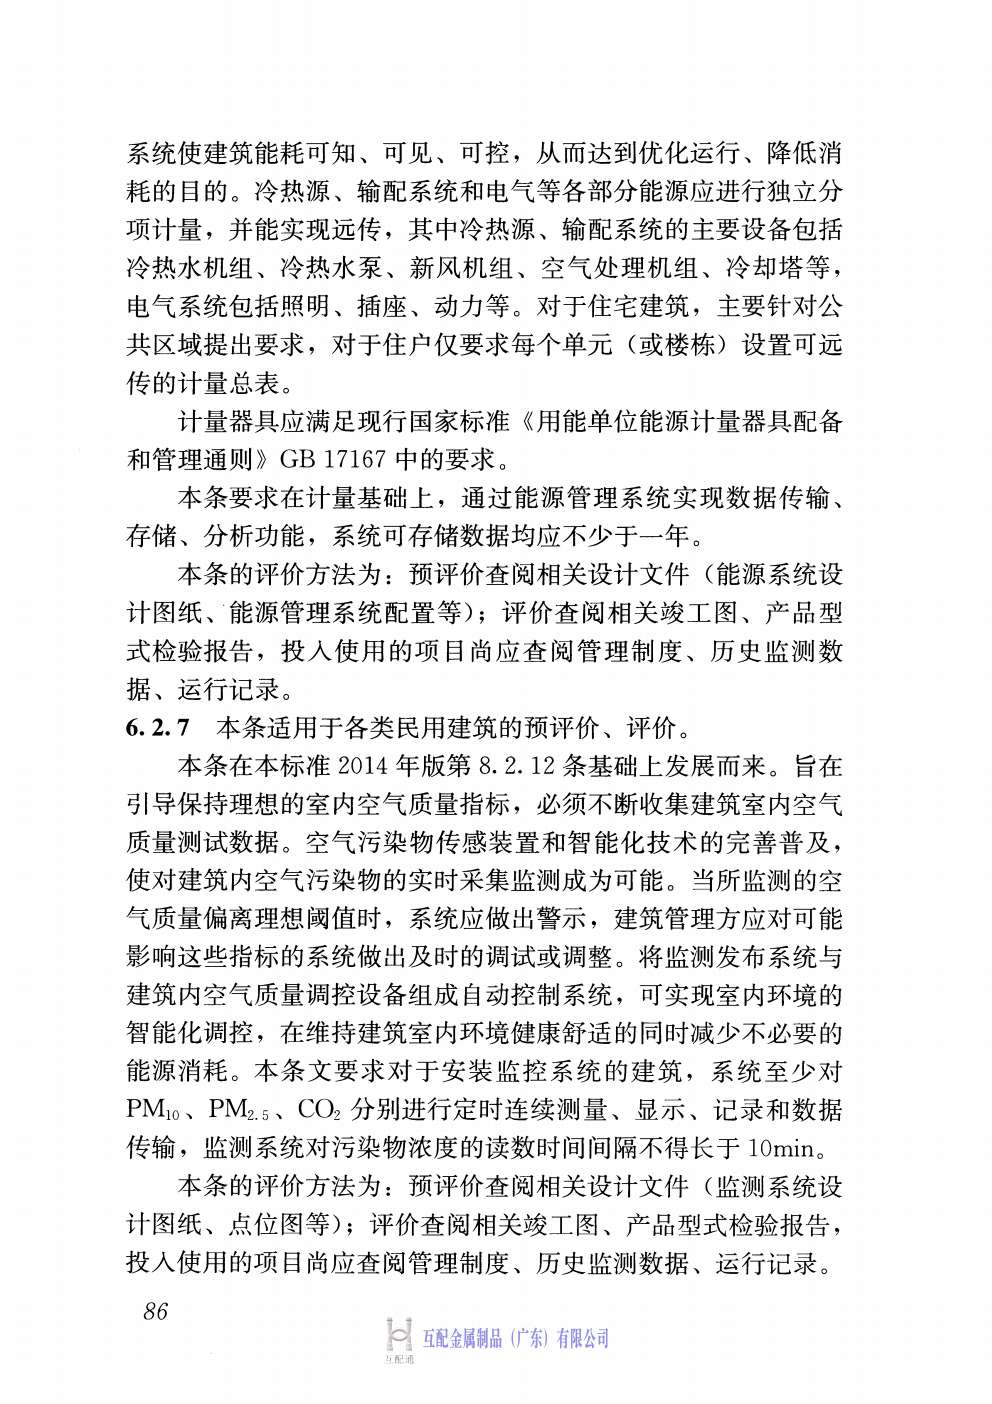 系统使建筑能耗可知、可见、可控，从而达到优化运行、降低消
耗的目的。冷热源、输配系统和电气等各部分能源应进行独立分
项计量，并能实现远传，其中冷热源、输配系统的主要设备包括
冷热水机组、冷热水泵、新风机组、空气处理机组、冷却塔等，
电气系统包括照明、插座、动力等。对于住宅建筑，主要针对公
共区域提出要求，对于住户仅要求每个单元（或楼栋）设置可远
传的计量总表。
计量器具应满足现行国家标准《用能单位能源计量器具配备
和管理通则》GB 17167 中的要求。
本条要求在计量基础上，通过能源管理系统实现数据传输、
存储、分析功能，系统可存储数据均应不少于一年。
本条的评价方法为：预评价查阅相关设计文件（能源系统设
计图纸、能源管理系统配置等）；评价查阅相关竣工图、产品型
式检验报告，投入使用的项目尚应查阅管理制度、历史监测数
据、运行记录。
6.2.7 本条适用于各类民用建筑的预评价、评价。
本条在本标准 2014 年版第 8.2.12 条基础上发展而来。旨在
引导保持理想的室内空气质量指标，必须不断收集建筑室内空气
质量测试数据。空气污染物传感装置和智能化技术的完善普及，
使对建筑内空气污染物的实时采集监测成为可能。当所监测的空
气质量偏离理想阈值时，系统应做出警示，建筑管理方应对可能
影响这些指标的系统做出及时的调试或调整。将监测发布系统与
建筑内空气质量调控设备组成自动控制系统，可实现室内环境的
智能化调控，在维持建筑室内环境健康舒适的同时减少不必要的
能源消耗。本条文要求对于安装监控系统的建筑，系统至少对
PM₁₀、PM₂.₅、CO₂ 分别进行定时连续测量、显示、记录和数据
传输，监测系统对污染物浓度的读数时间间隔不得长于 10min。
本条的评价方法为：预评价查阅相关设计文件（监测系统设
计图纸、点位图等）；评价查阅相关竣工图、产品型式检验报告，
投入使用的项目尚应查阅管理制度、历史监测数据、运行记录。
86
互配金属制品（广东）有限公司
互配通